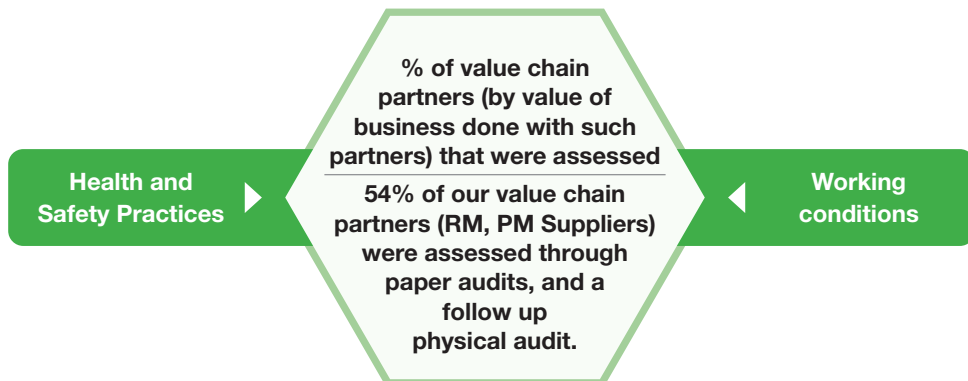 % of value chain
partners (by value of
business done with such
partners) that were assessed
Health and
Safety Practices
54% of our value chain
partners (RM, PM Suppliers)
were assessed through
paper audits, and a
follow up
physical audit.
Working
conditions